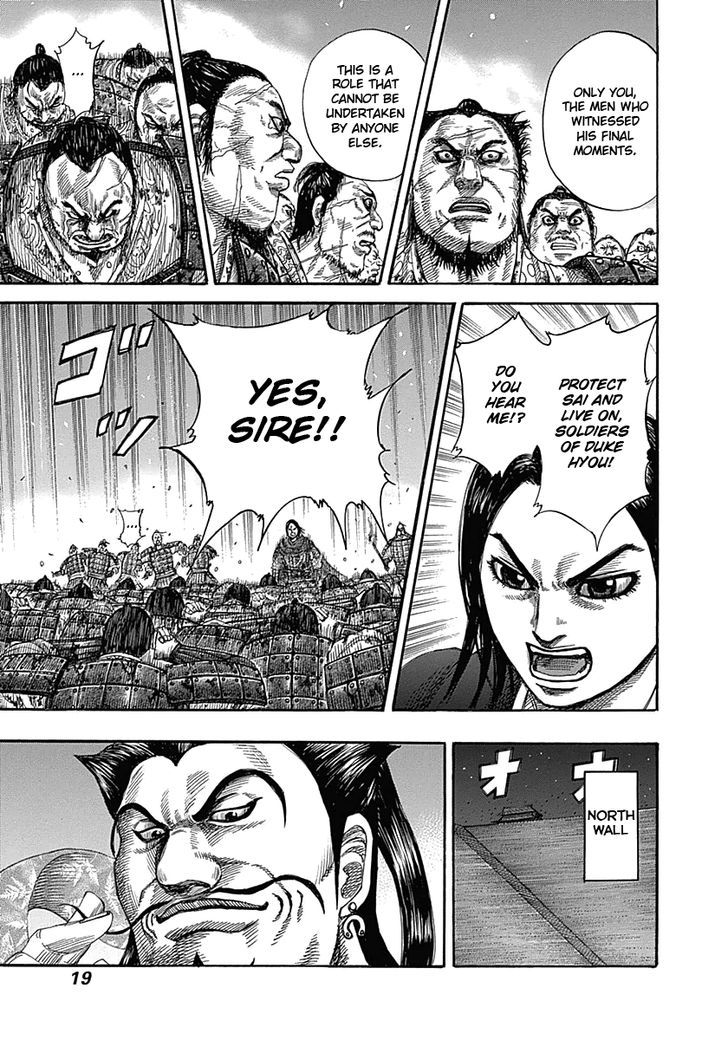 ONLY YOU,
THE MEN WHO
WITNESSED
HIS FINAL
MOMENTS.
THIS IS A
ROLE THAT
CANNOT BE
UNDERTAKEN
BY ANYONE
ELSE.
...
PROTECT
SAI AND
LIVE ON,
SOLDIERS
OF DUKE
HYOU!
DO
YOU
HEAR
ME!?
YES,
SIRE!!
ゴッ
...
NORTH
WALL
オオ
19